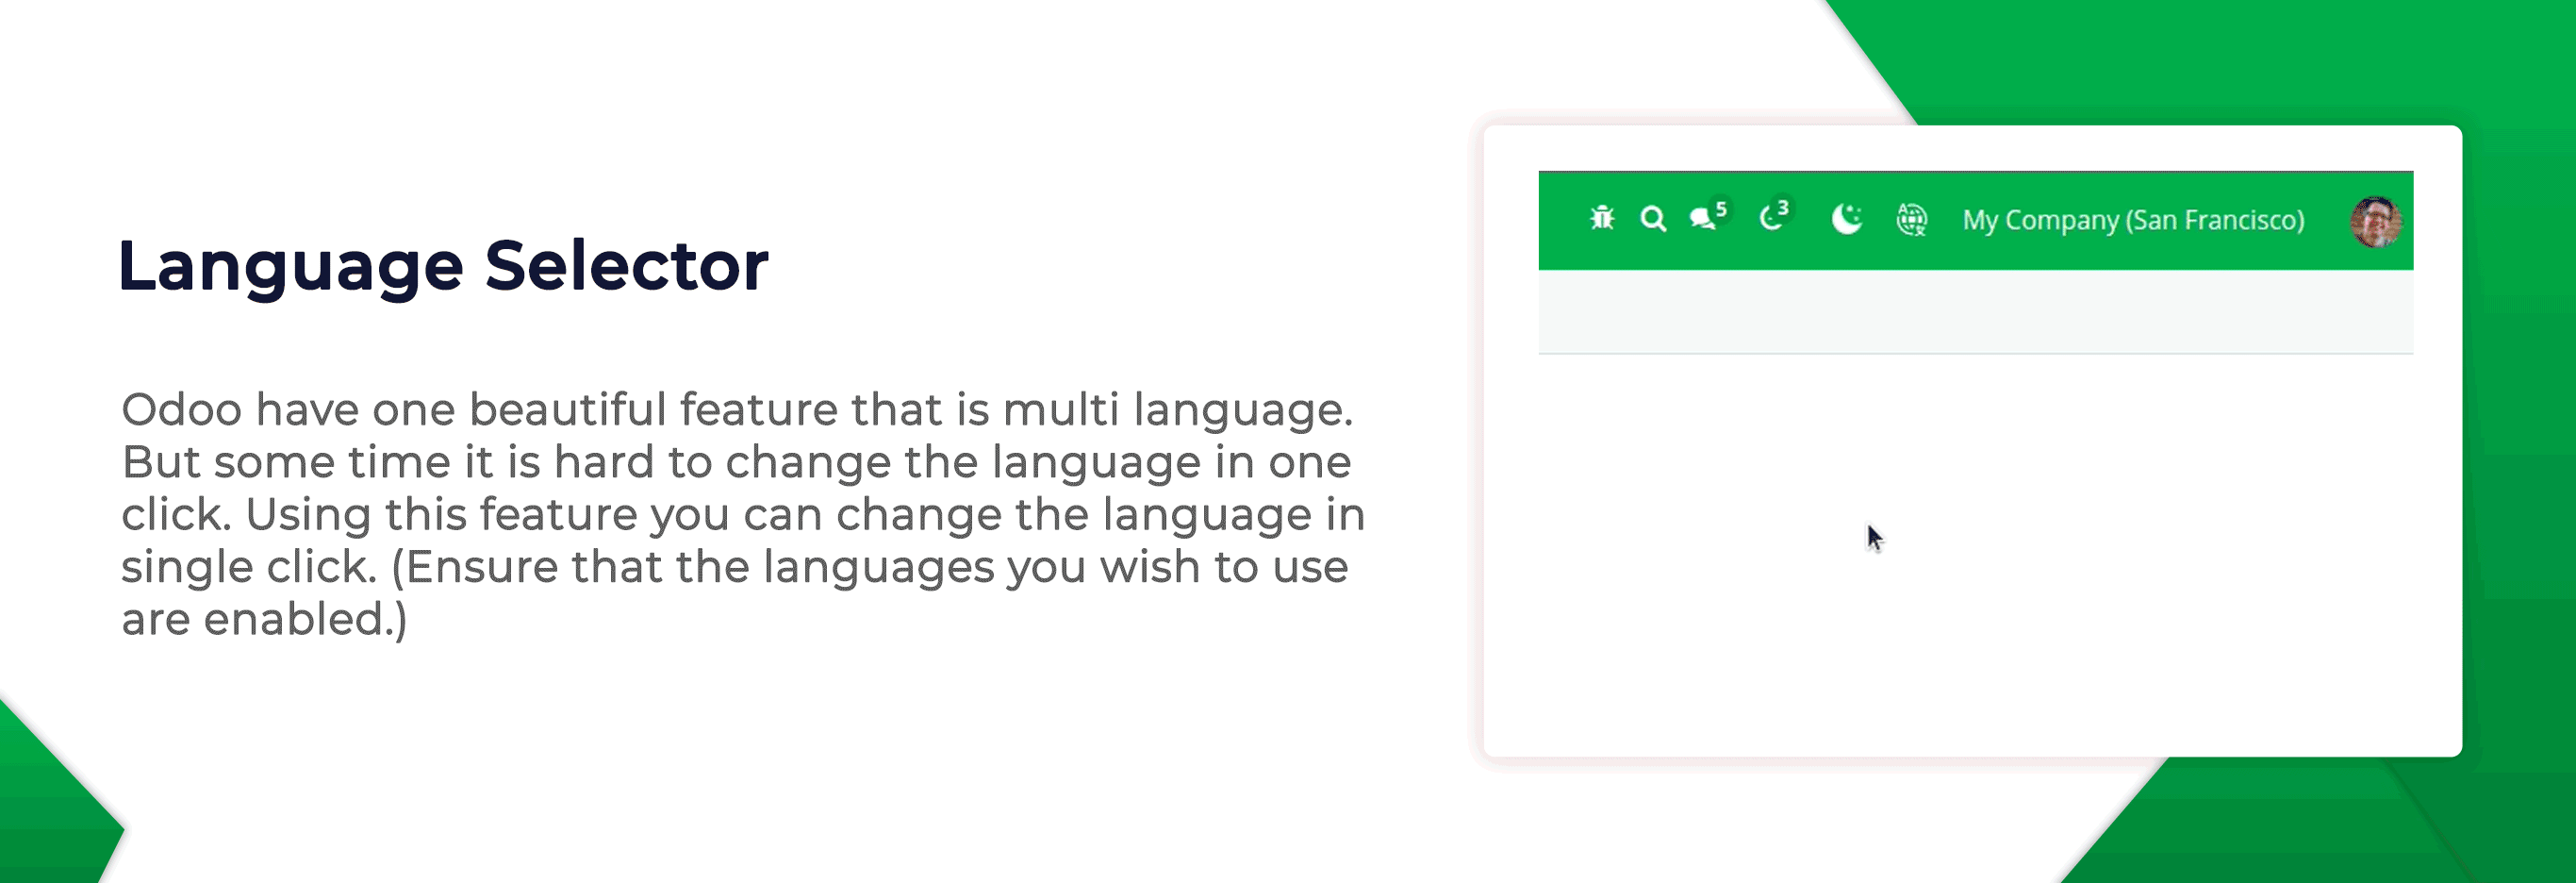 Language Selector
Odoo have one beautiful feature that is multi language.
But some time it is hard to change the language in one
click. Using this feature you can change the language in
single click. (Ensure that the languages you wish to use
are enabled.)
5 3 My Company (San Francisco)